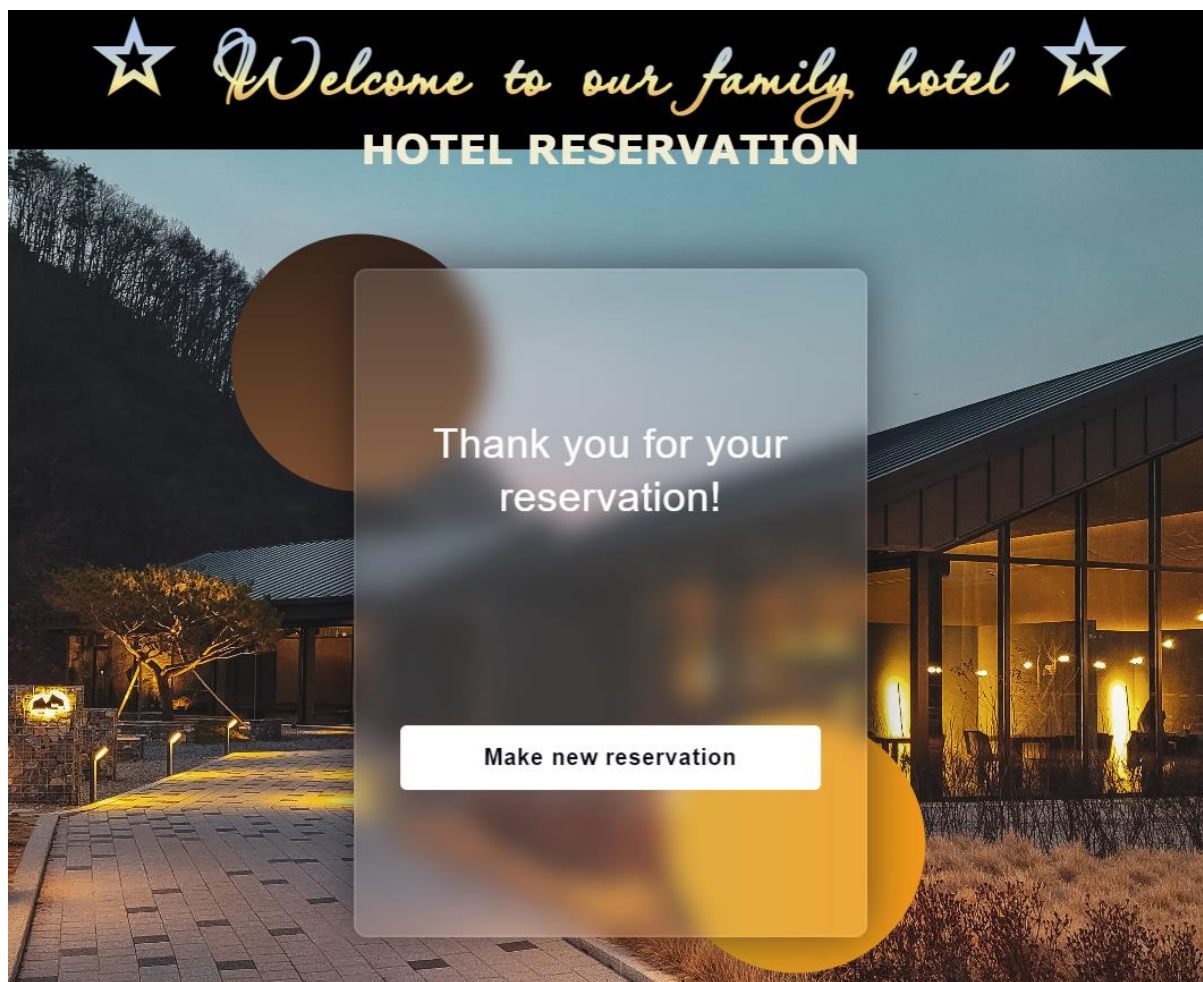 Welcome to our family hotel
HOTEL RESERVATION
Thank you for your
reservation!
Make new reservation